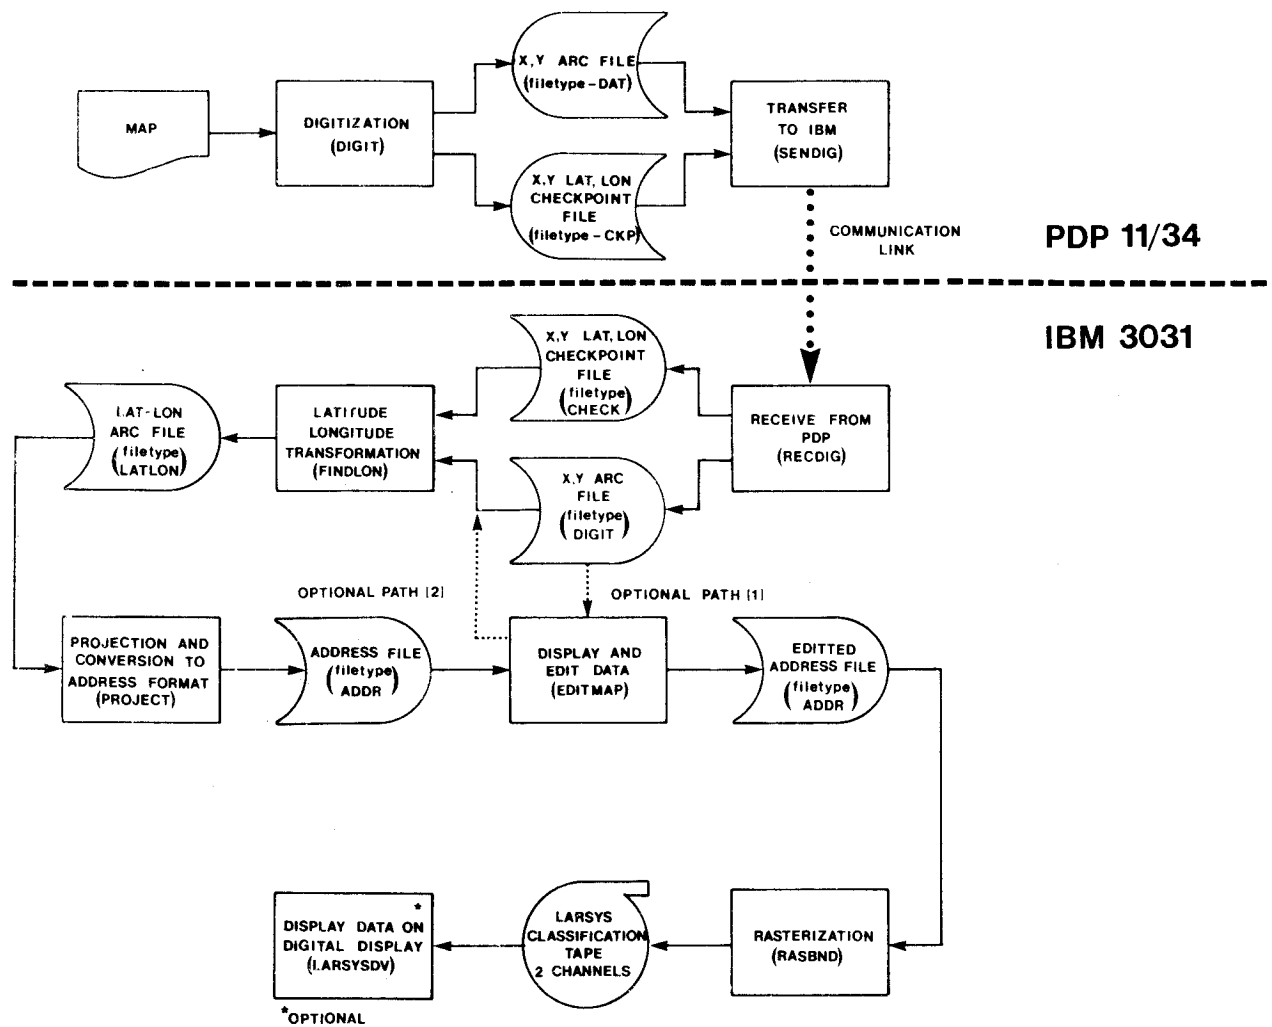 MAP
DIGITIZATION
(DIGIT)
X,Y ARC FILE
(filetype-DAT)
X,Y LAT, LON
CHECKPOINT
FILE
(filetype-CKP)
TRANSFER
TO IBM
(SENDIG)
COMMUNICATION
LINK
PDP 11/34
IBM 3031
RECEIVE FROM
PDP
(RECDIG)
X,Y LAT, LON
CHECKPOINT
FILE
(filetype
CHECK)
X,Y ARC
FILE
(filetype
DIGIT)
LATITUDE
LONGITUDE
TRANSFORMATION
(FINDLON)
LAT-LON
ARC FILE
(filetype
LATLON)
OPTIONAL PATH [2]
OPTIONAL PATH [1]
PROJECTION AND
CONVERSION TO
ADDRESS FORMAT
(PROJECT)
ADDRESS FILE
(filetype
ADDR)
DISPLAY AND
EDIT DATA
(EDITMAP)
EDITTED
ADDRESS FILE
(filetype
ADDR)
RASTERIZATION
(RASBND)
LARSYS
CLASSIFICATION
TAPE
2 CHANNELS
*
DISPLAY DATA ON
DIGITAL DISPLAY
(LARSYSDV)
*OPTIONAL